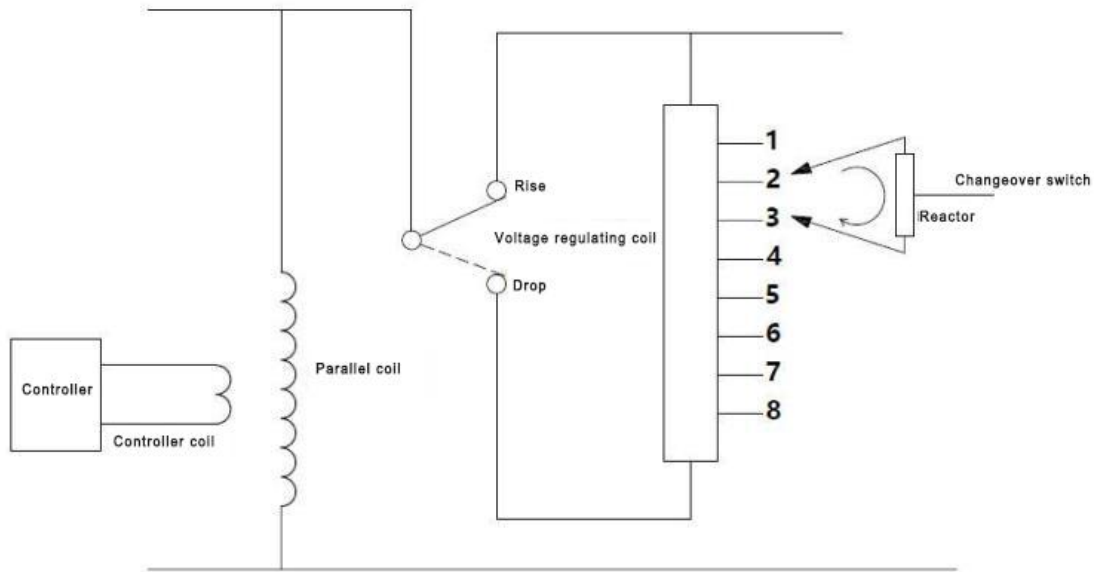 1
2
Changeover switch
Rise
3
Reactor
Voltage regulating coil
4
Drop
5
6
Parallel coil
7
Controller
8
Controller coil